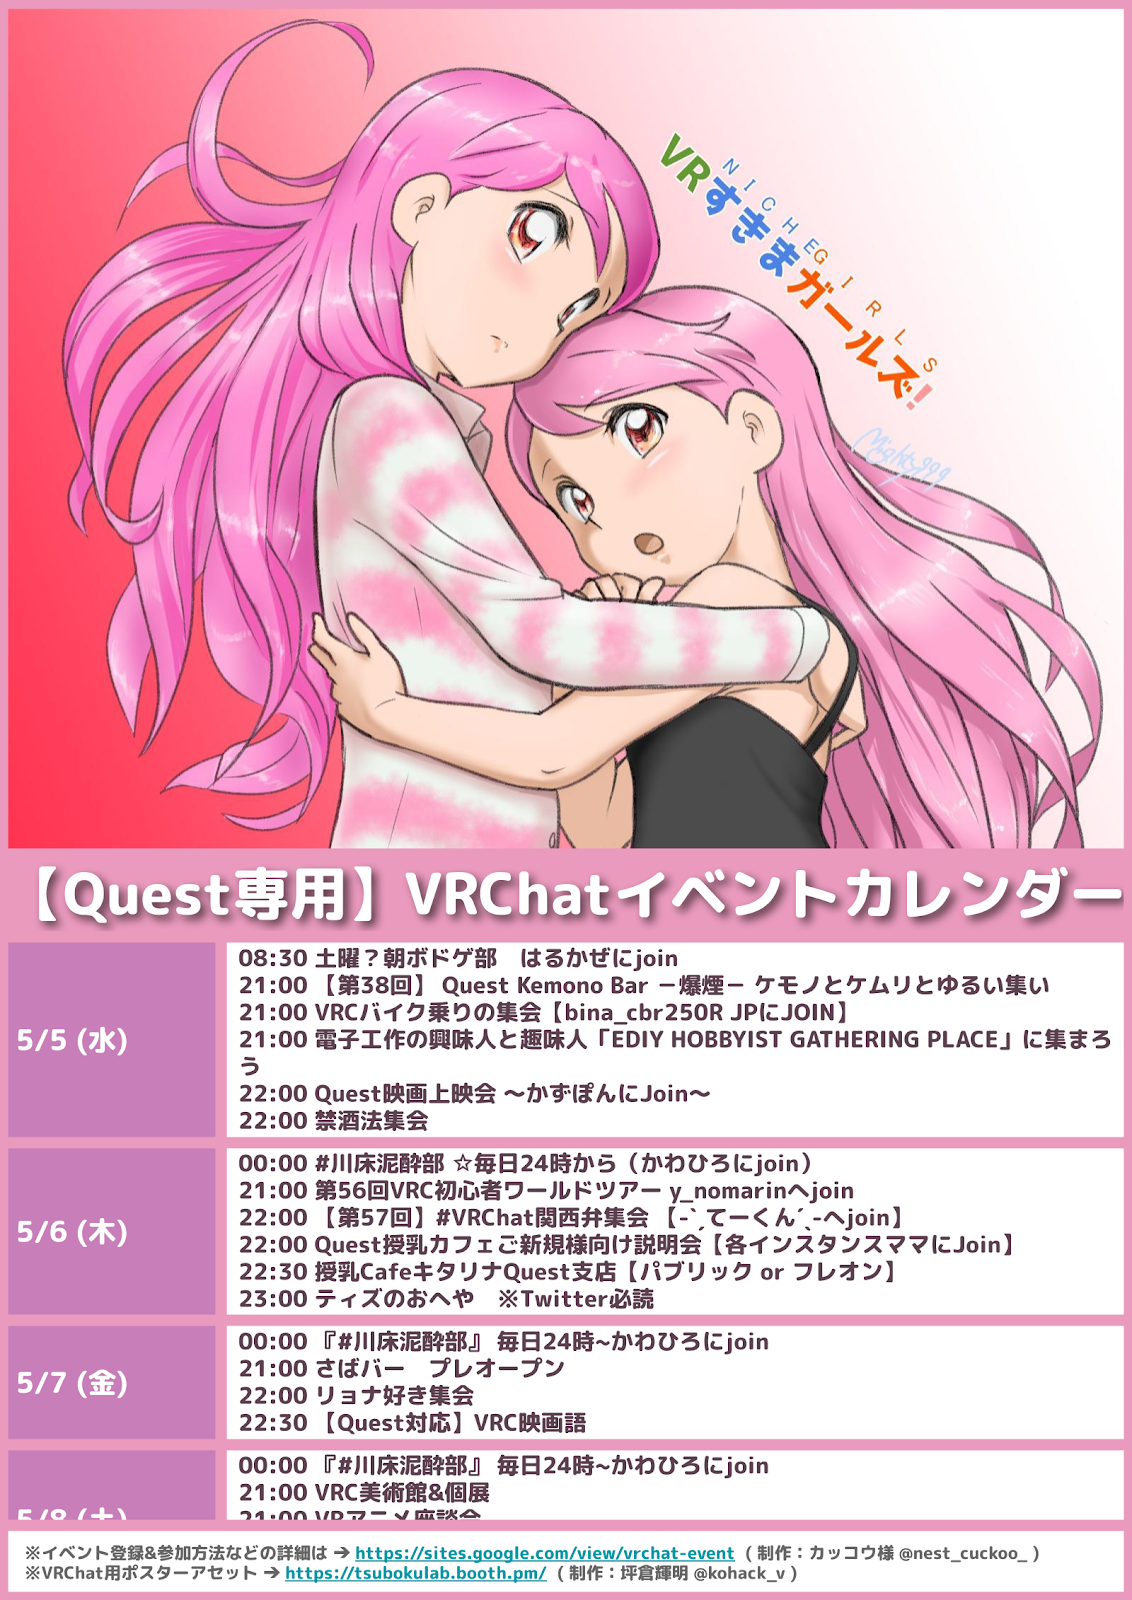 NICHE GIRLS
VRすきまガールズ!
Mighty999
【Quest専用】VRChatイベントカレンダー
5/5 (水)
08:30 土曜？朝ボドゲ部　はるかぜにjoin
21:00 【第38回】 Quest Kemono Bar －爆煙－ ケモノとケムリとゆるい集い
21:00 VRCバイク乗りの集会【bina_cbr250R JPにJOIN】
21:00 電子工作の興味人と趣味人「EDIY HOBBYIST GATHERING PLACE」に集まろ
う
22:00 Quest映画上映会 ～かずぽんにJoin～
22:00 禁酒法集会
5/6 (木)
00:00 #川床泥酔部 ☆毎日24時から（かわひろにjoin）
21:00 第56回VRC初心者ワールドツアー y_nomarinへjoin
22:00 【第57回】#VRChat関西弁集会 【-`ˏてーくんˊˎ-へjoin】
22:00 Quest授乳カフェご新規様向け説明会【各インスタンスママにJoin】
22:30 授乳CafeキタリナQuest支店【パブリック or フレオン】
23:00 ティズのおへや　※Twitter必読
5/7 (金)
00:00 『#川床泥酔部』 毎日24時~かわひろにjoin
21:00 さばバー　プレオープン
22:00 リョナ好き集会
22:30 【Quest対応】VRC映画語
5/8 (土)
00:00 『#川床泥酔部』 毎日24時~かわひろにjoin
21:00 VRC美術館&個展
21:00 VRアニメ座談会
※イベント登録&参加方法などの詳細は → https://sites.google.com/view/vrchat-event ( 制作：カッコウ様 @nest_cuckoo_ )
※VRChat用ポスターアセット → https://tsubokulab.booth.pm/ ( 制作：坪倉輝明 @kohack_v )